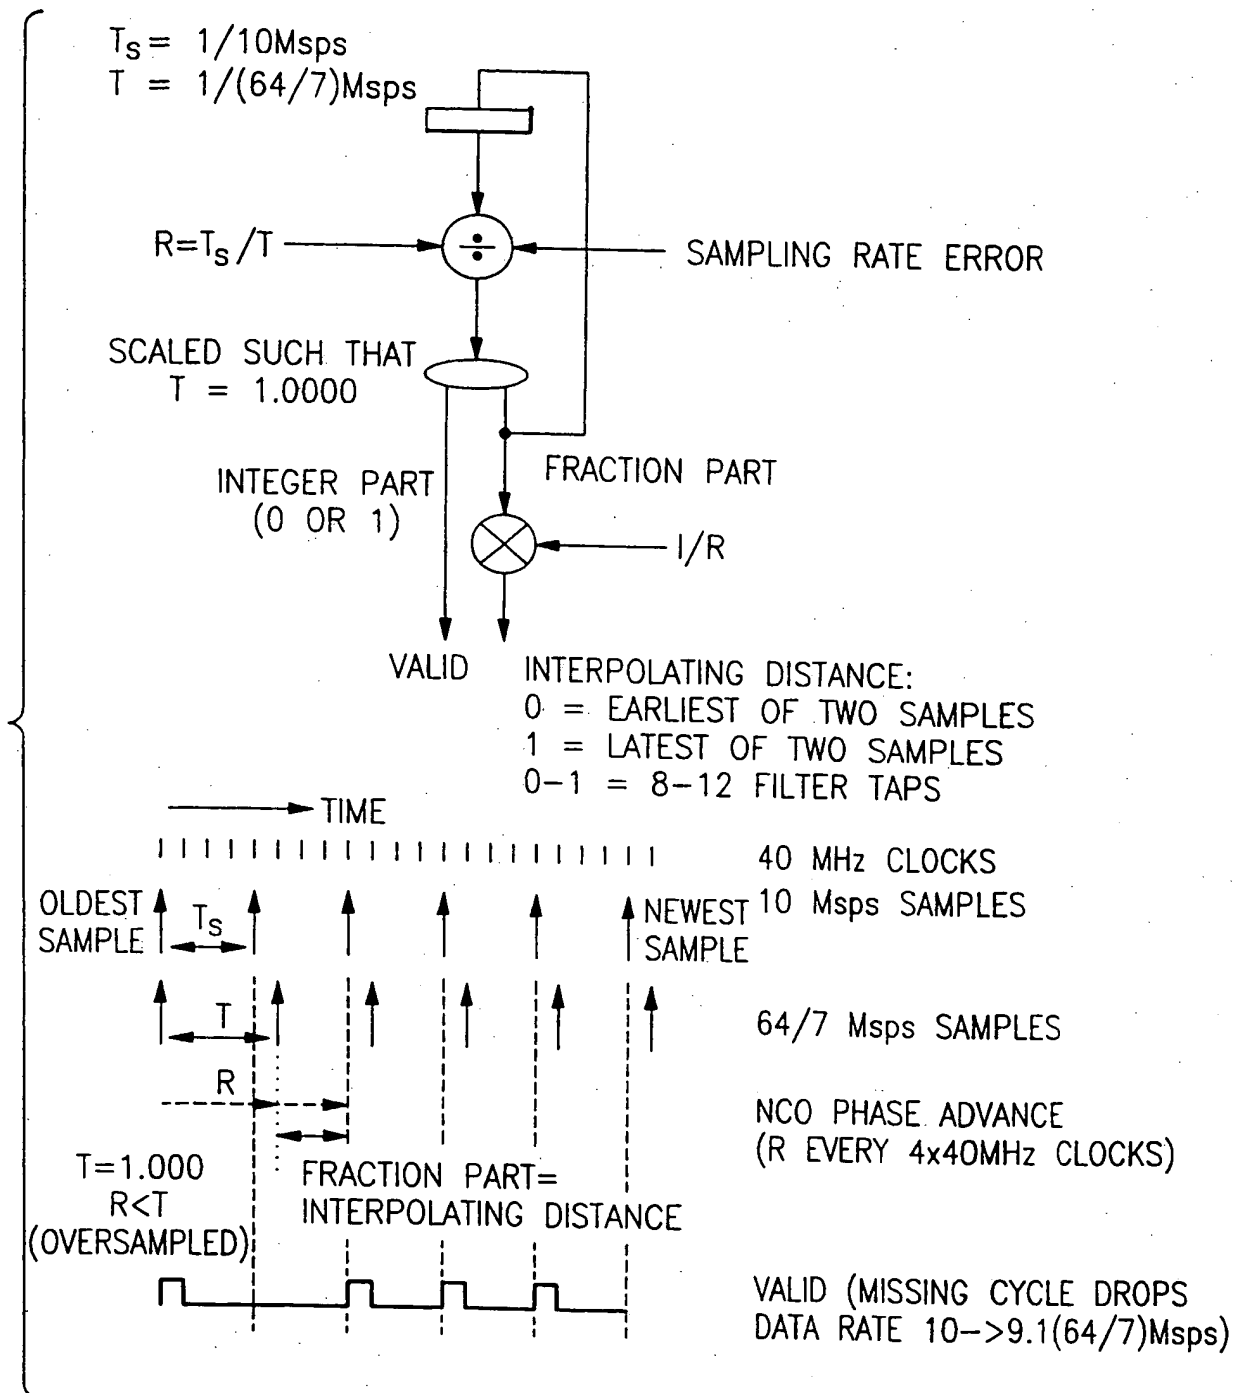 Ts = 1/10Msps
T = 1/(64/7)Msps
R=Ts/T
÷
SAMPLING RATE ERROR
SCALED SUCH THAT
T = 1.0000
INTEGER PART
(0 OR 1)
FRACTION PART
I/R
VALID
INTERPOLATING DISTANCE:
0 = EARLIEST OF TWO SAMPLES
1 = LATEST OF TWO SAMPLES
0-1 = 8-12 FILTER TAPS
TIME
40 MHz CLOCKS
OLDEST
SAMPLE
Ts
NEWEST
SAMPLE
10 Msps SAMPLES
T
64/7 Msps SAMPLES
R
NCO PHASE ADVANCE
(R EVERY 4x40MHz CLOCKS)
T=1.000
R<T
(OVERSAMPLED)
FRACTION PART=
INTERPOLATING DISTANCE
VALID (MISSING CYCLE DROPS
DATA RATE 10-->9.1(64/7)Msps)